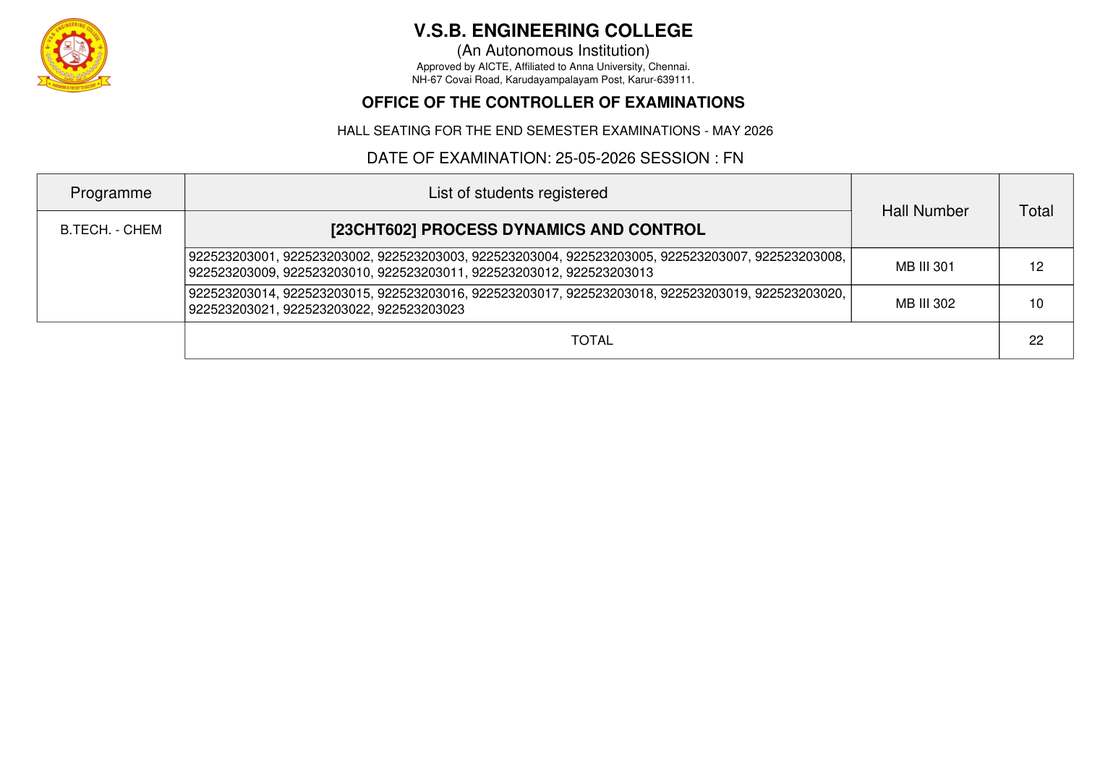 V.S.B. ENGINEERING COLLEGE
(An Autonomous Institution)
Approved by AICTE, Affiliated to Anna University, Chennai.
NH-67 Covai Road, Karudayampalayam Post, Karur-639111.
OFFICE OF THE CONTROLLER OF EXAMINATIONS
HALL SEATING FOR THE END SEMESTER EXAMINATIONS - MAY 2026
DATE OF EXAMINATION: 25-05-2026 SESSION : FN
Programme List of students registered Hall Number Total
B.TECH. - CHEM [23CHT602] PROCESS DYNAMICS AND CONTROL
922523203001, 922523203002, 922523203003, 922523203004, 922523203005, 922523203007, 922523203008,
922523203009, 922523203010, 922523203011, 922523203012, 922523203013
MB III 301 12
922523203014, 922523203015, 922523203016, 922523203017, 922523203018, 922523203019, 922523203020,
922523203021, 922523203022, 922523203023
MB III 302 10
TOTAL 22